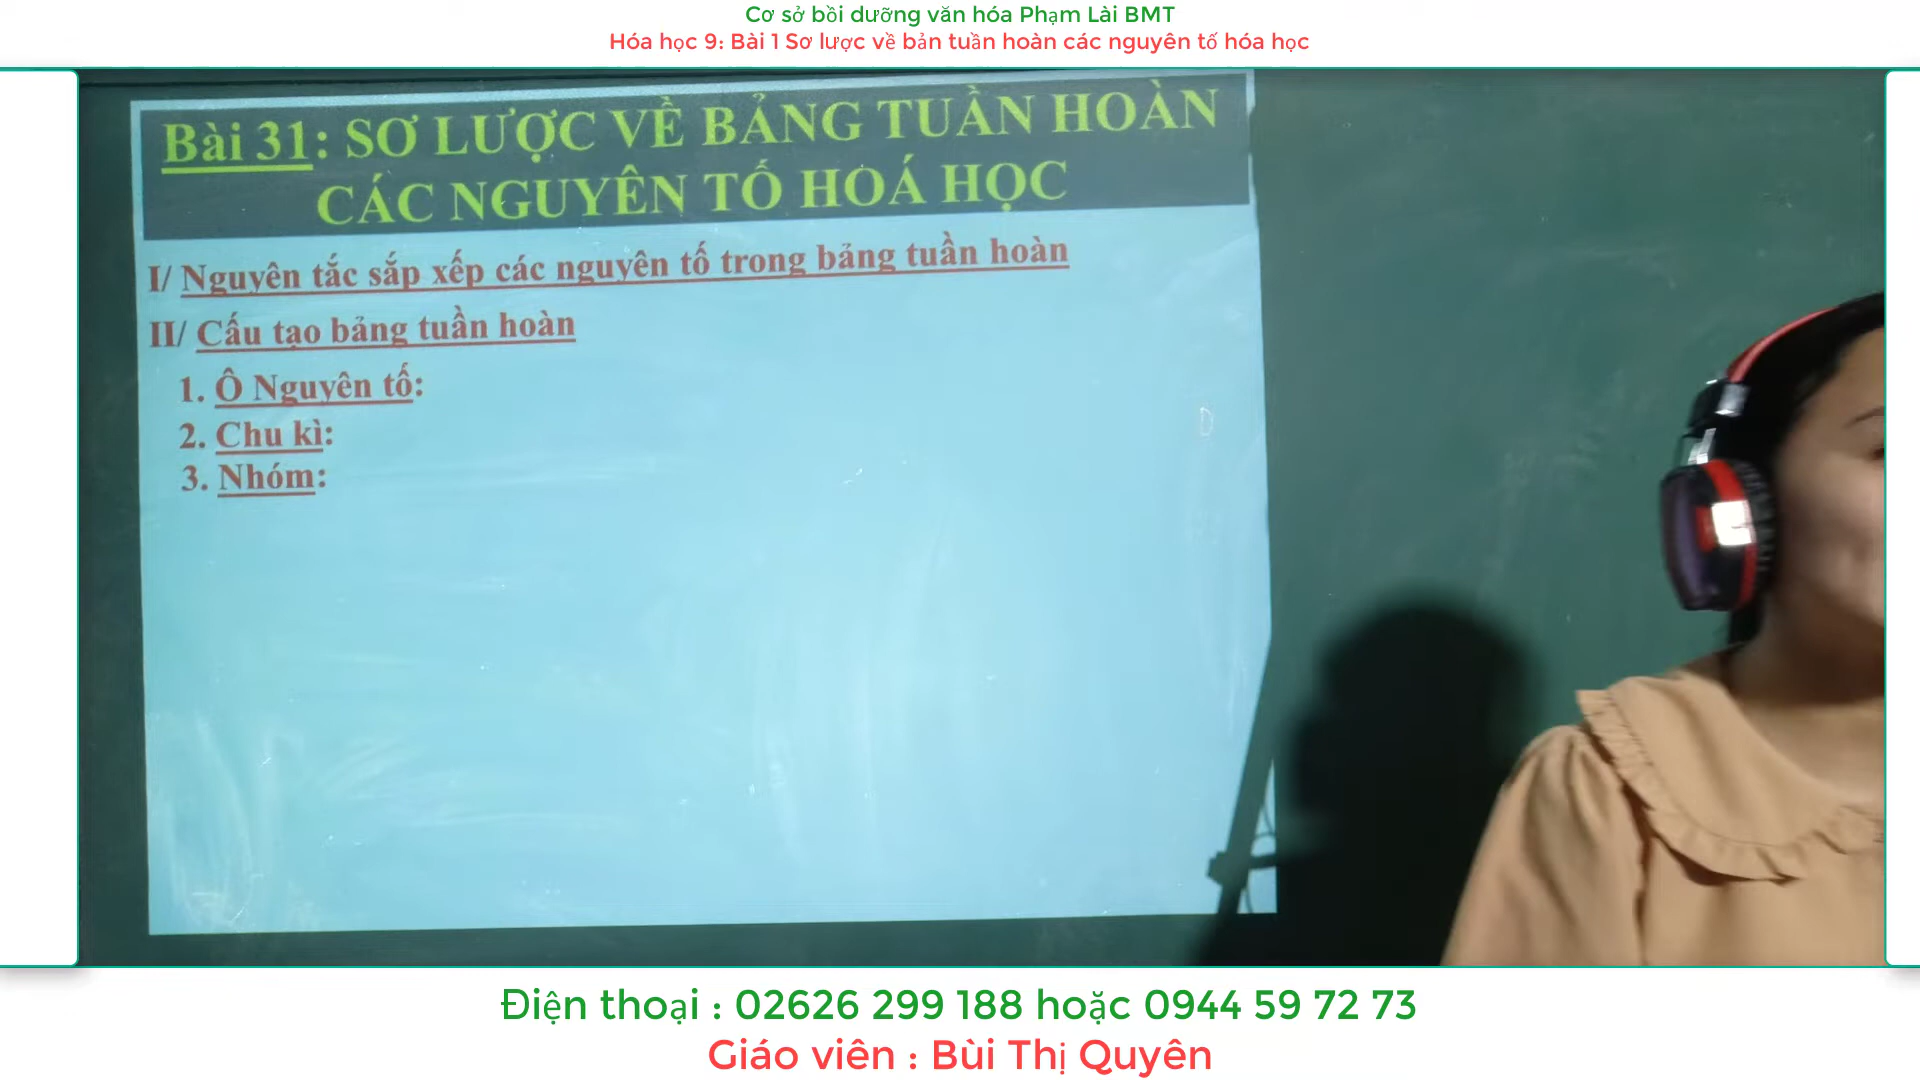 Cơ sở bồi dưỡng văn hóa Phạm Lài BMT
Hóa học 9: Bài 1 Sơ lược về bản tuần hoàn các nguyên tố hóa học
Bài 31: SƠ LƯỢC VỀ BẢNG TUẦN HOÀN
CÁC NGUYÊN TỐ HOÁ HỌC
I/ Nguyên tắc sắp xếp các nguyên tố trong bảng tuần hoàn
II/ Cấu tạo bảng tuần hoàn
1. Ô Nguyên tố:
2. Chu kì:
3. Nhóm:
Điện thoại : 02626 299 188 hoặc 0944 59 72 73
Giáo viên : Bùi Thị Quyên